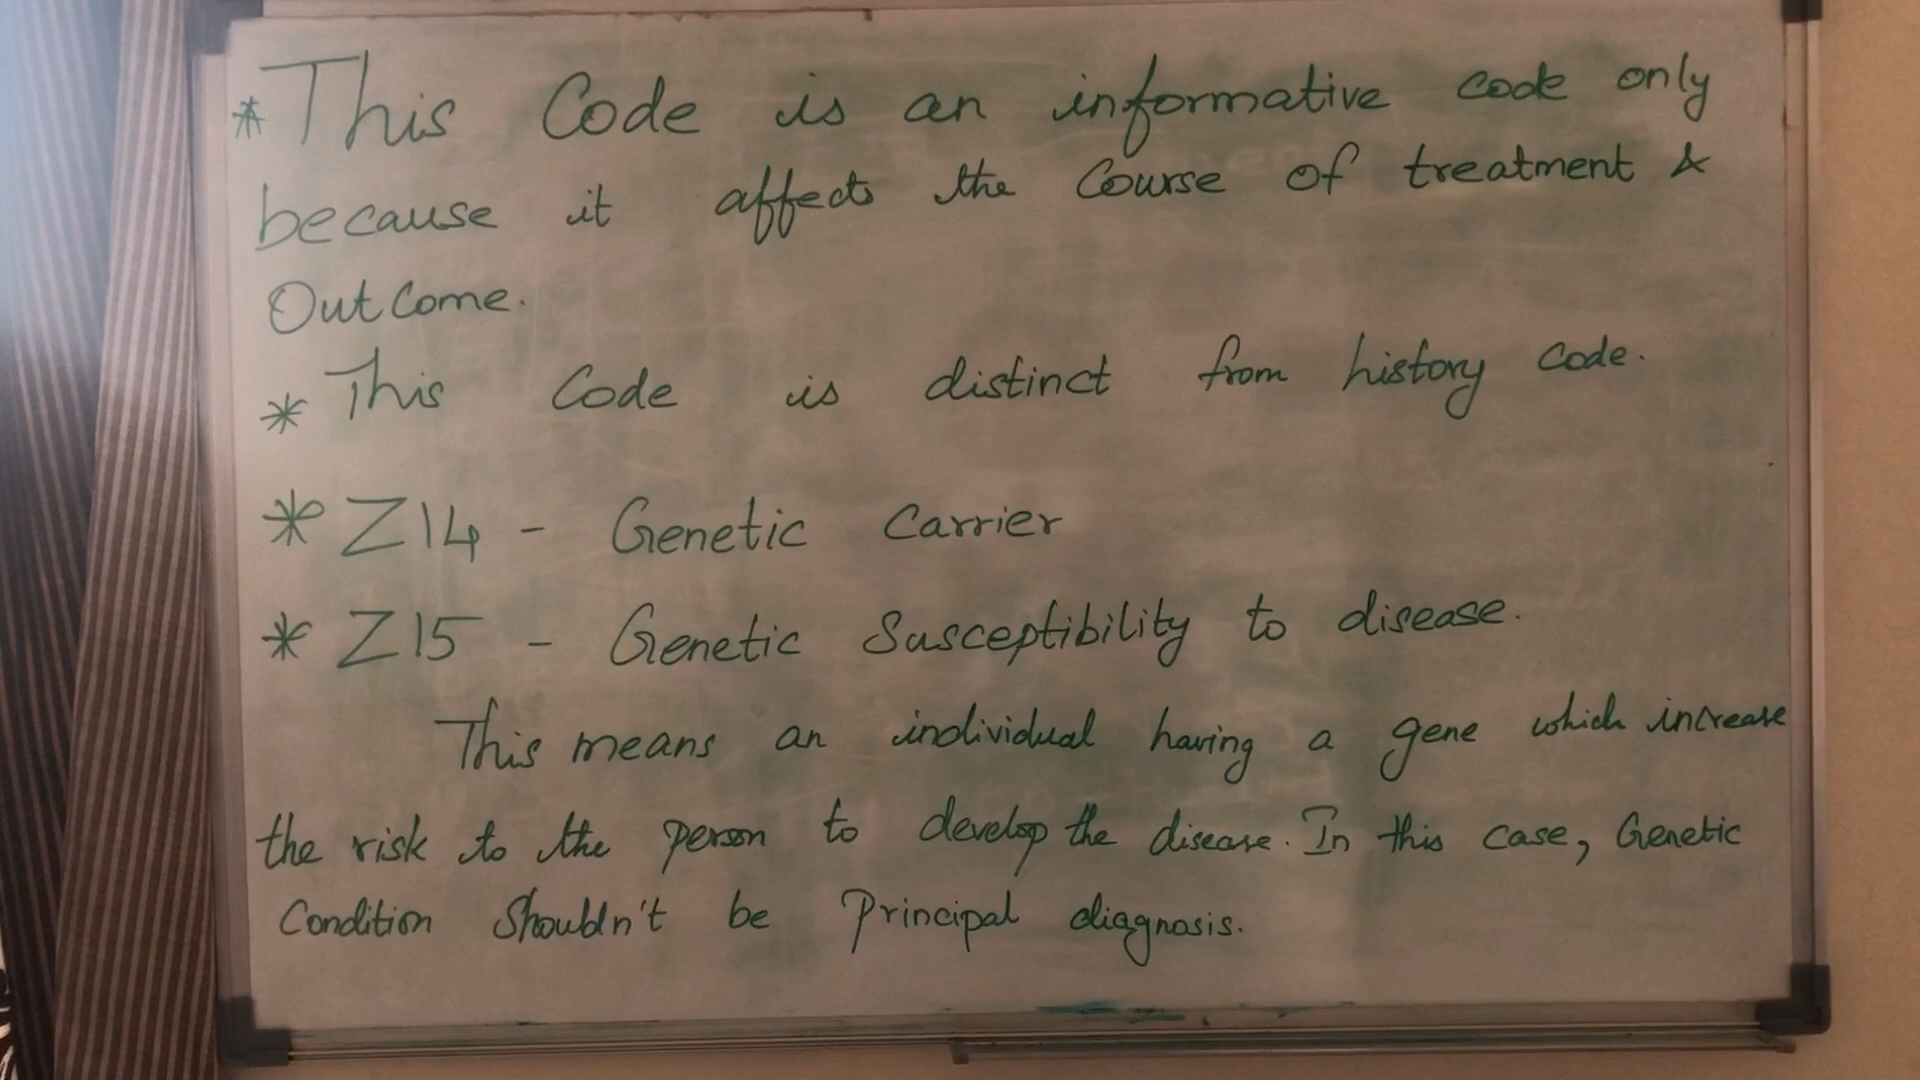 * This Code is an informative code only
because it affects the Course of treatment &
Outcome.
* This Code is distinct from history code.
* Z14 - Genetic Carrier
* Z15 - Genetic Susceptibility to disease.
This means an individual having a gene which increase
the risk to the person to develop the disease. In this case, Genetic
Condition Shouldn't be Principal diagnosis.